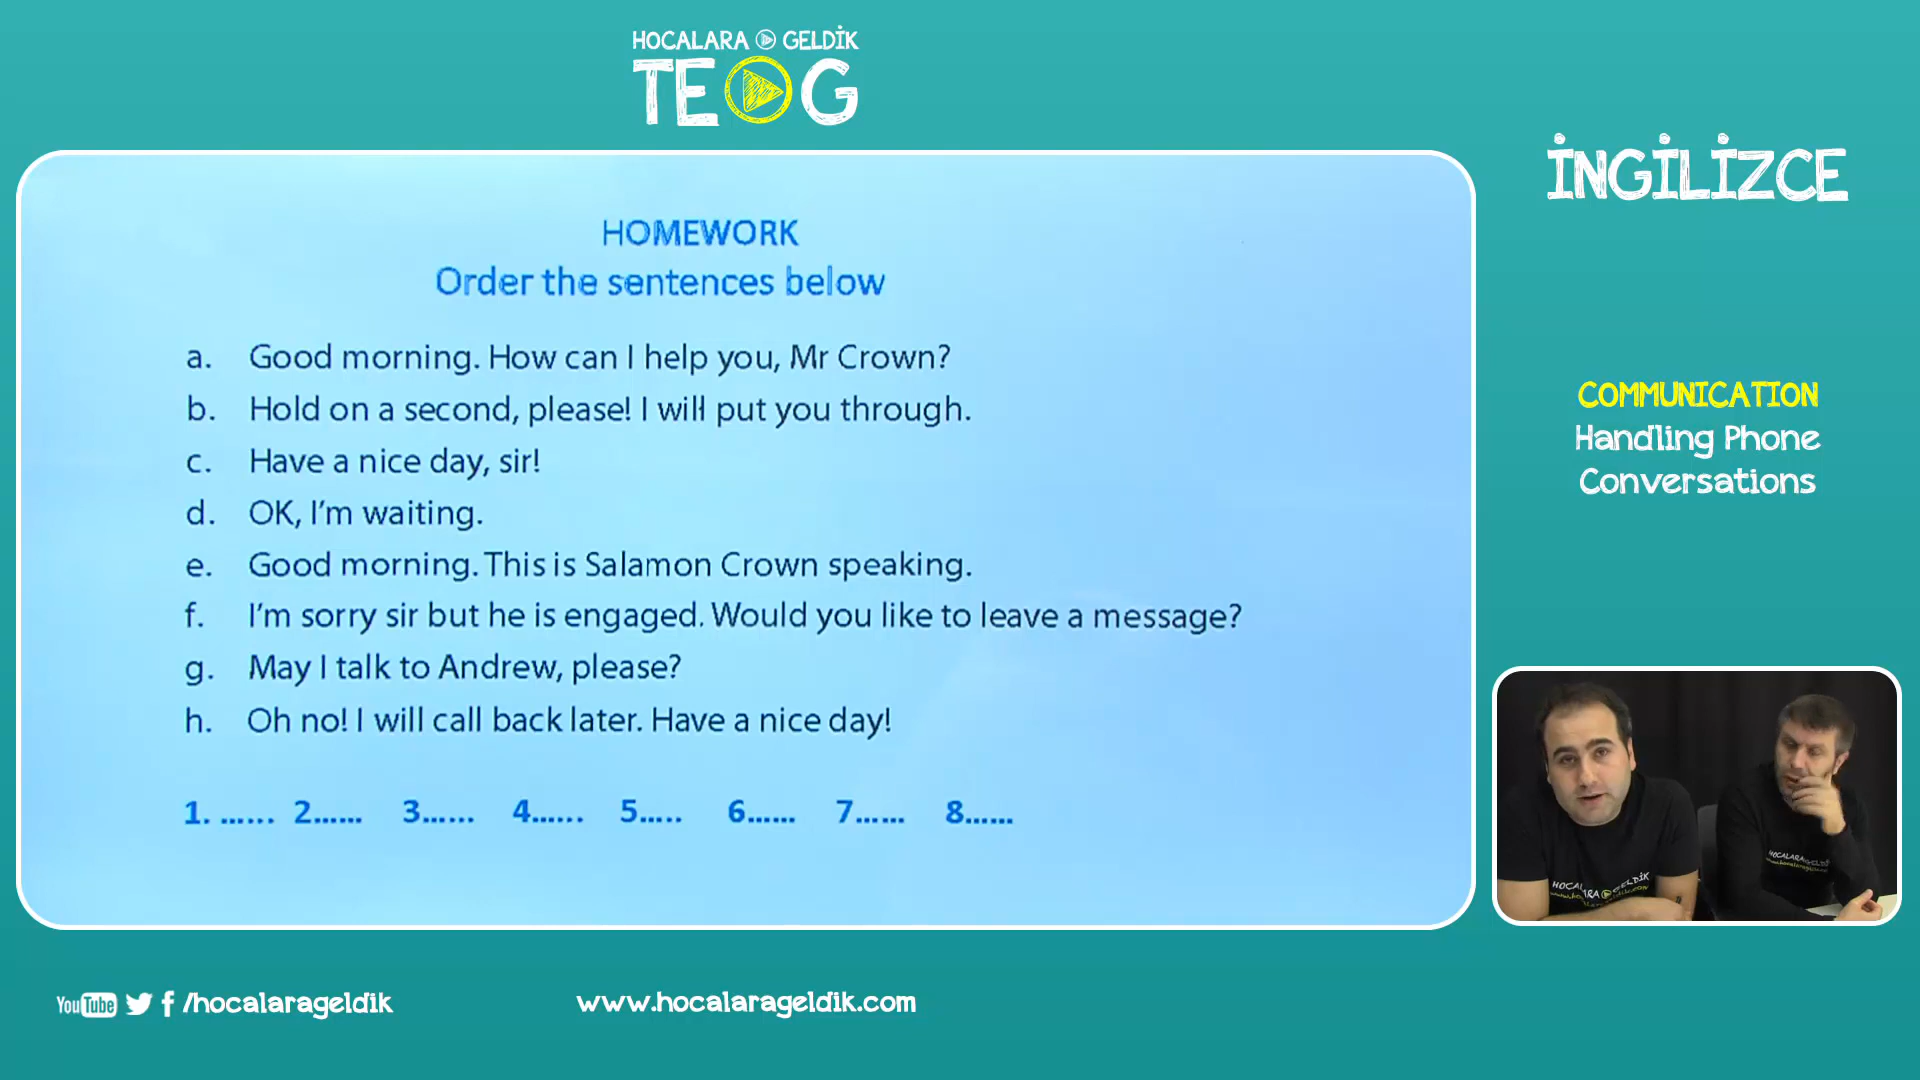 HOCALARA GELDİK
TEOG
İNGİLİZCE
HOMEWORK
Order the sentences below
a. Good morning. How can I help you, Mr Crown?
b. Hold on a second, please! I will put you through.
c. Have a nice day, sir!
d. OK, I'm waiting.
e. Good morning. This is Salamon Crown speaking.
f. I'm sorry sir but he is engaged. Would you like to leave a message?
g. May I talk to Andrew, please?
h. Oh no! I will call back later. Have a nice day!
1. ...... 2...... 3...... 4...... 5..... 6...... 7...... 8......
COMMUNICATION
Handling Phone
Conversations
HOCALARA GELDİK
HOCALARA
YouTube /hocalarageldik
www.hocalarageldik.com